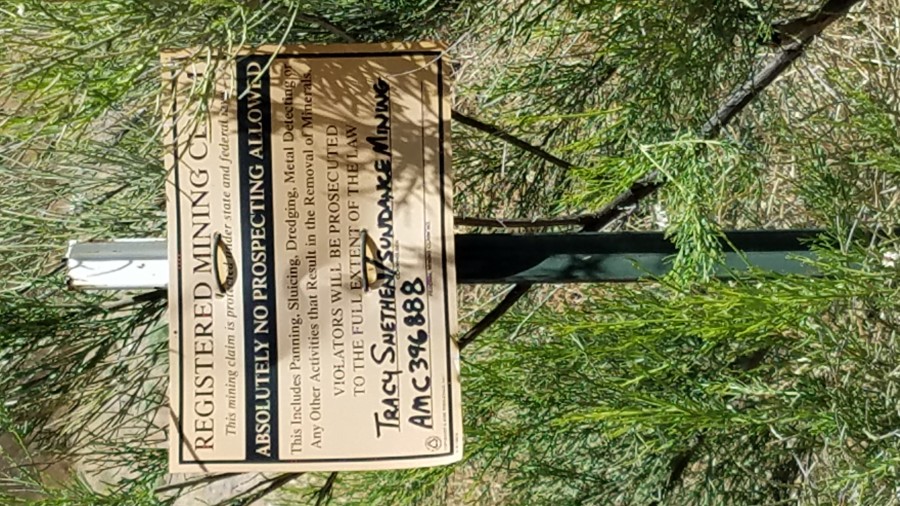 REGISTERED MINING CL
This mining claim is protected under state and federal
ABSOLUTELY NO PROSPECTING ALLOWED
This Includes Panning, Sluicing, Dredging, Metal Detecting or
Any Other Activities that Result in the Removal of Minerals.
VIOLATORS WILL BE PROSECUTED
TO THE FULL EXTENT OF THE LAW
TRACY SNETHEN/SUNDANCE MINING
AMC 396888